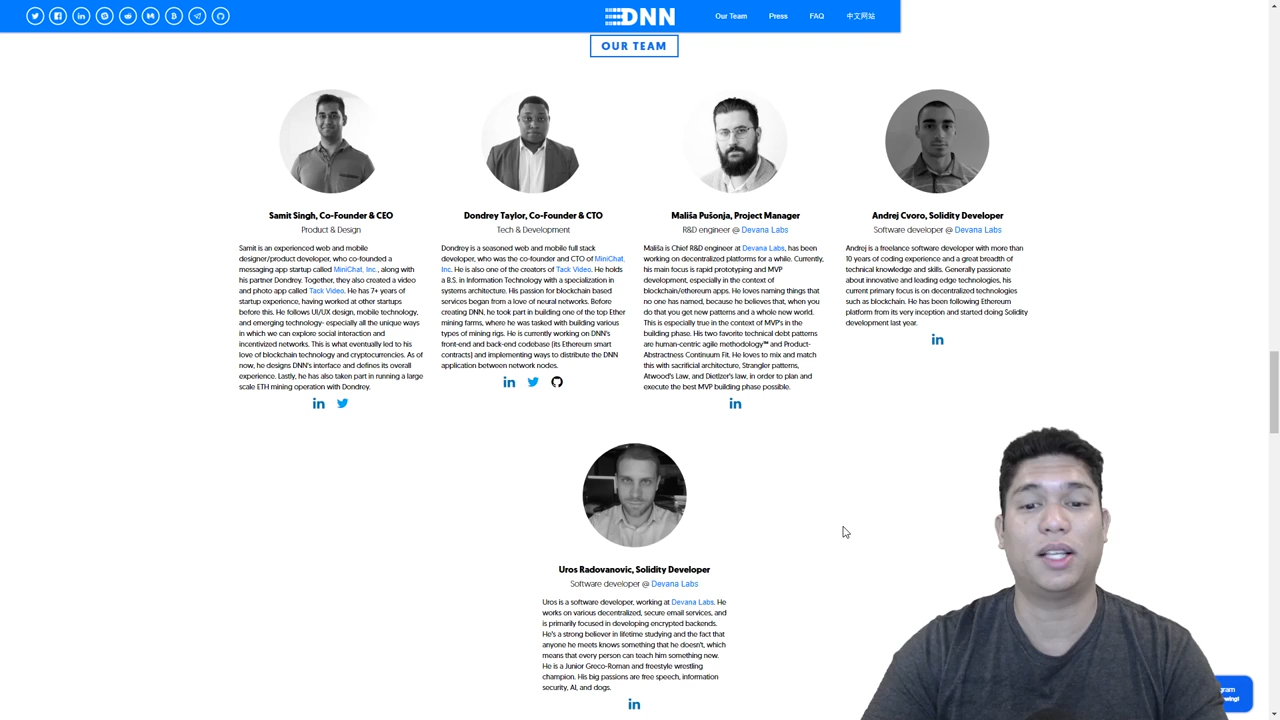 DNN
Our Team
Press
FAQ
中文网站
OUR TEAM
Samit Singh, Co-Founder & CEO
Product & Design
Samit is an experienced web and mobile
designer/product developer, who co-founded a
messaging app startup called MiniChat, Inc., along with
his partner Dondrey. Together, they also created a video
and photo app called Tack Video. He has 7+ years of
startup experience, having worked at other startups
before this. He follows UI/UX design, mobile technology,
and emerging technology- especially all the unique ways
in which we can explore social interaction and
incentivized networks. This is what eventually led to his
love of blockchain technology and cryptocurrencies. As of
now, he designs DNN's interface and defines its overall
experience. Lastly, he has also taken part in running a large
scale ETH mining operation with Dondrey.
Dondrey Taylor, Co-Founder & CTO
Tech & Development
Dondrey is a seasoned web and mobile full stack
developer, who was the co-founder and CTO of MiniChat,
Inc. He is also one of the creators of Tack Video. He holds
a B.S. in Information Technology with a specialization in
systems architecture. His passion for blockchain based
services began from a love of neural networks. Before
creating DNN, he took part in building one of the top Ether
mining farms, where he was tasked with building various
types of mining rigs. He is currently working on DNN's
front-end and back-end codebase (its Ethereum smart
contracts) and implementing ways to distribute the DNN
application between network nodes.
Mališa Pušonja, Project Manager
R&D engineer @ Devana Labs
Mališa is Chief R&D engineer at Devana Labs, has been
working on decentralized platforms for a while. Currently,
his main focus is rapid prototyping and MVP
development, especially in the context of
blockchain/ethereum apps. He loves naming things that
no one has named, because he believes that, when you
do that you get new patterns and a whole new world.
This is especially true in the context of MVP's in the
building phase. His two favorite technical debt patterns
are human-centric agile methodology™ and Product-
Abstractness Continuum Fit. He loves to mix and match
this with sacrificial architecture, Strangler patterns,
Atwood's Law, and Dietzler's law, in order to plan and
execute the best MVP building phase possible.
Andrej Cvoro, Solidity Developer
Software developer @ Devana Labs
Andrej is a freelance software developer with more than
10 years of coding experience and a great breadth of
technical knowledge and skills. Generally passionate
about innovative and leading edge technologies, his
current primary focus is on decentralized technologies
such as blockchain. He has been following Ethereum
platform from its very inception and started doing Solidity
development last year.
Uros Radovanovic, Solidity Developer
Software developer @ Devana Labs
Uros is a software developer, working at Devana Labs. He
works on various decentralized, secure email services, and
is primarily focused in developing encrypted backends.
He's a strong believer in lifetime studying and the fact that
anyone he meets knows something that he doesn't, which
means that every person can teach him something new.
He is a Junior Greco-Roman and freestyle wrestling
champion. His big passions are free speech, information
security, AI, and dogs.